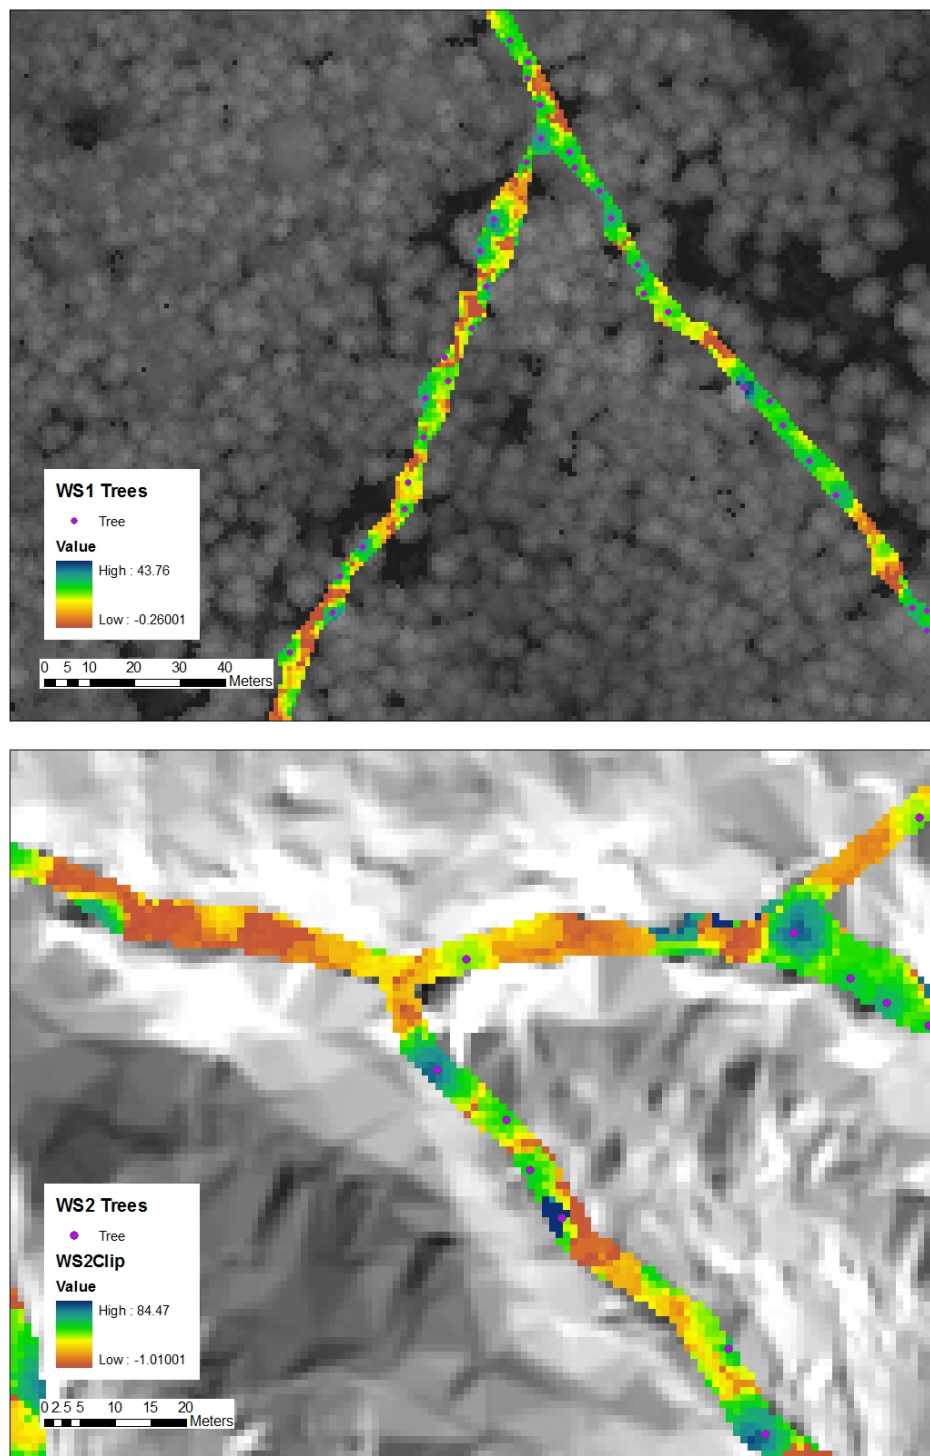 WS1 Trees
Tree
Value
High : 43.76
Low : -0.26001
0 5 10 20 30 40
Meters
WS2 Trees
Tree
WS2Clip
Value
High : 84.47
Low : -1.01001
0 2.5 5 10 15 20
Meters